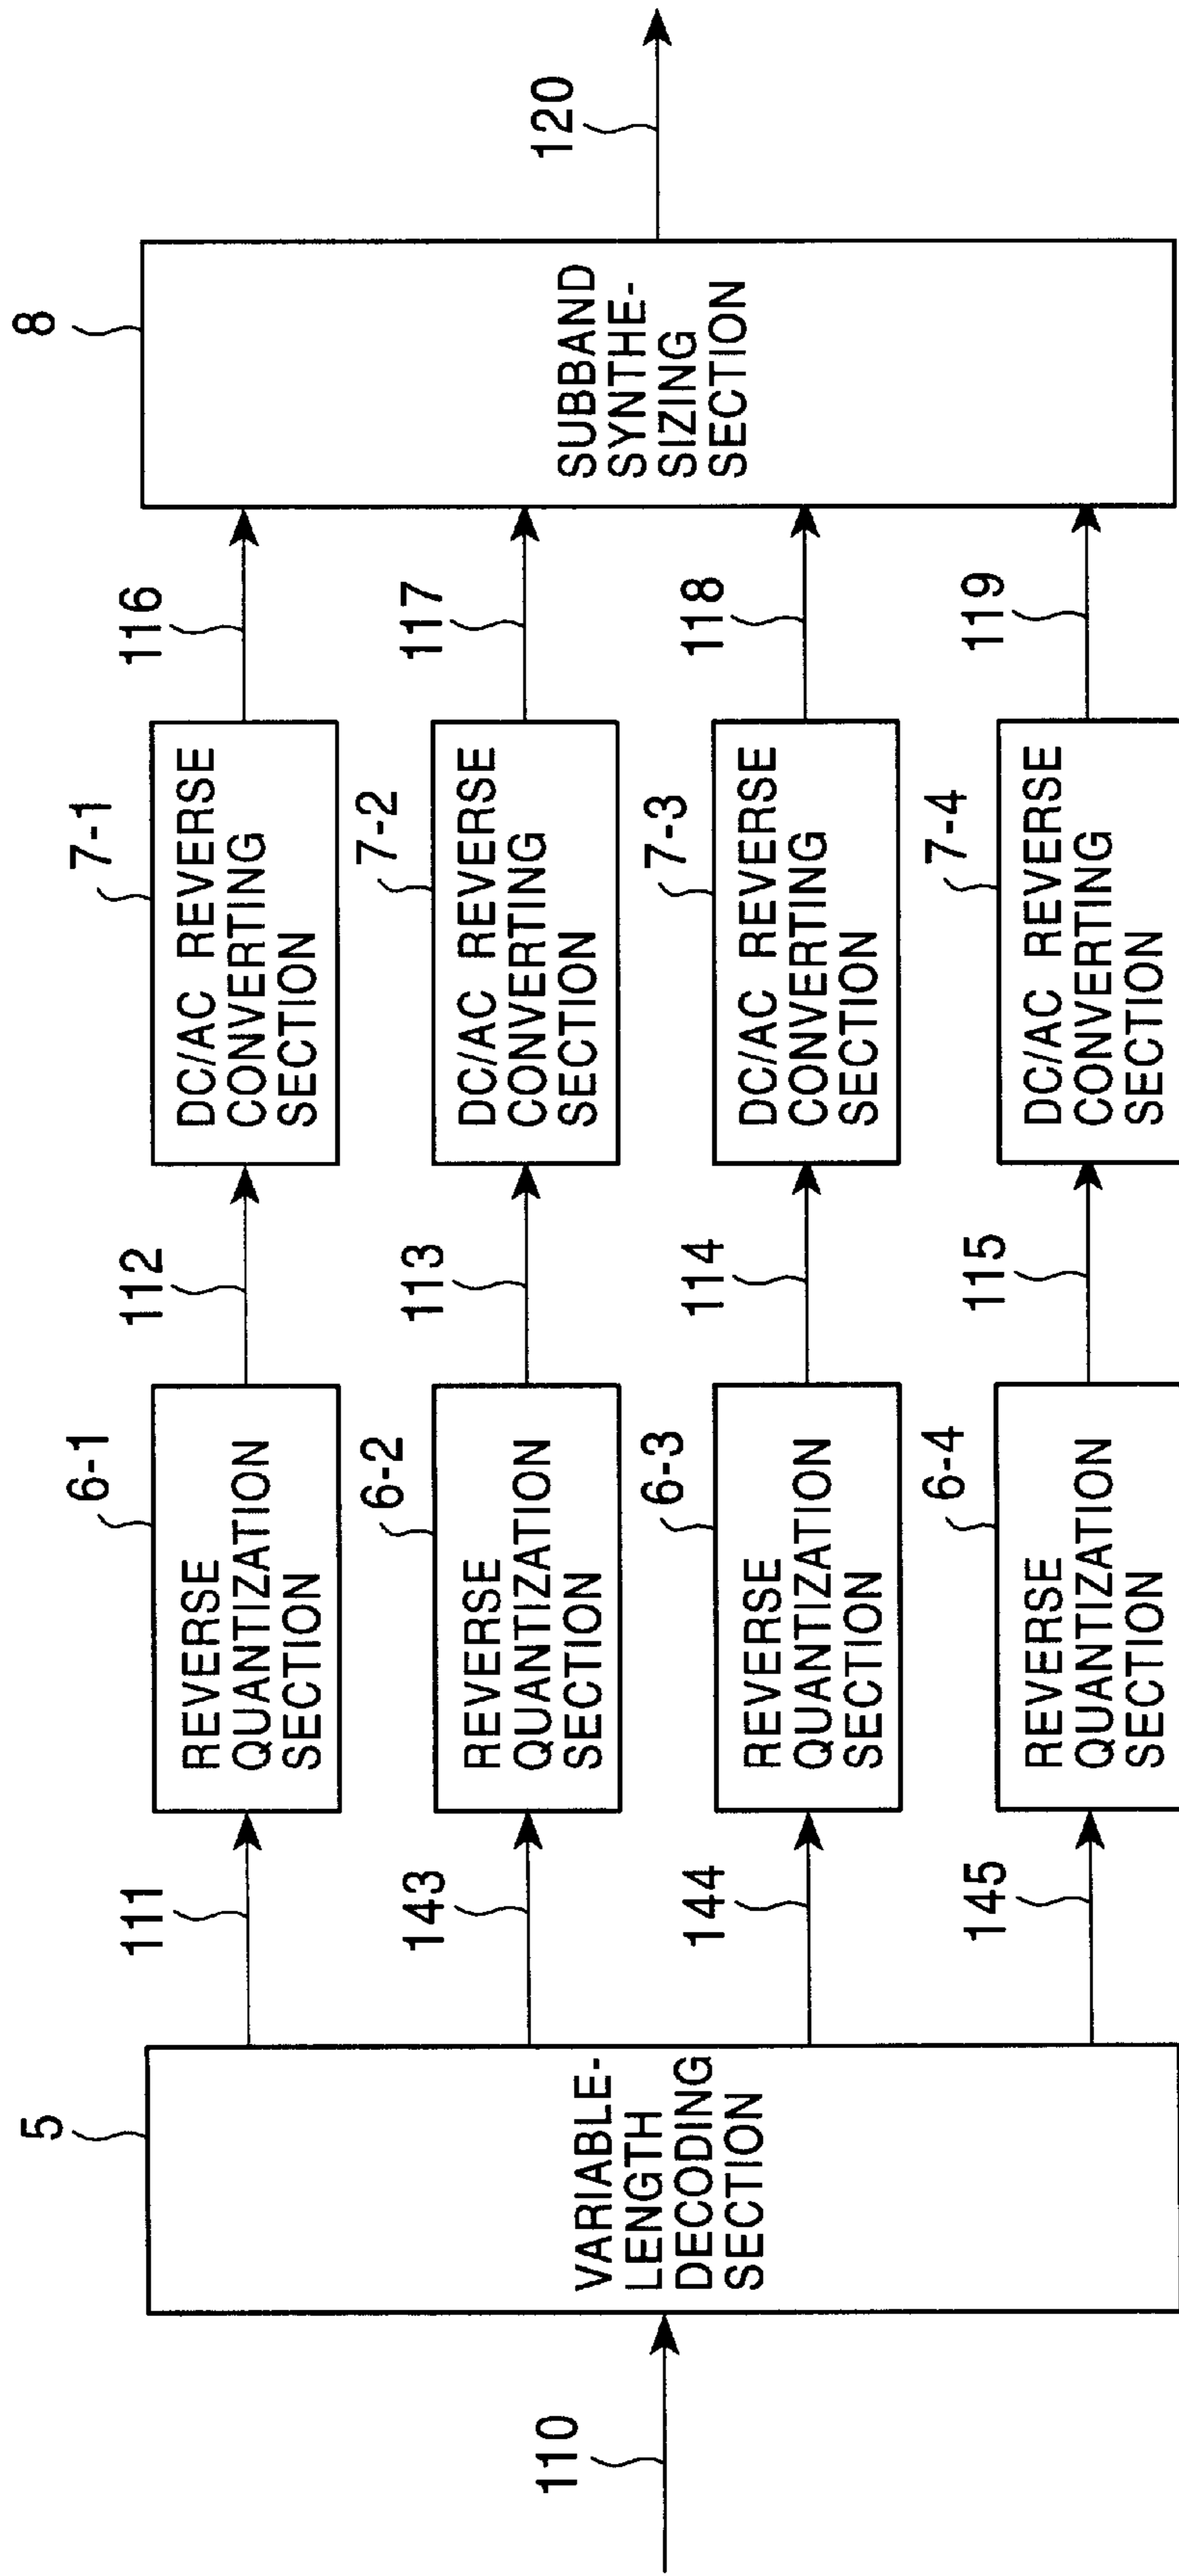 5
8
110
VARIABLE-
LENGTH
DECODING
SECTION
111
6-1
REVERSE
QUANTIZATION
SECTION
112
7-1
DC/AC REVERSE
CONVERTING
SECTION
116
143
6-2
REVERSE
QUANTIZATION
SECTION
113
7-2
DC/AC REVERSE
CONVERTING
SECTION
117
144
6-3
REVERSE
QUANTIZATION
SECTION
114
7-3
DC/AC REVERSE
CONVERTING
SECTION
118
145
6-4
REVERSE
QUANTIZATION
SECTION
115
7-4
DC/AC REVERSE
CONVERTING
SECTION
119
SUBBAND
SYNTHE-
SIZING
SECTION
120